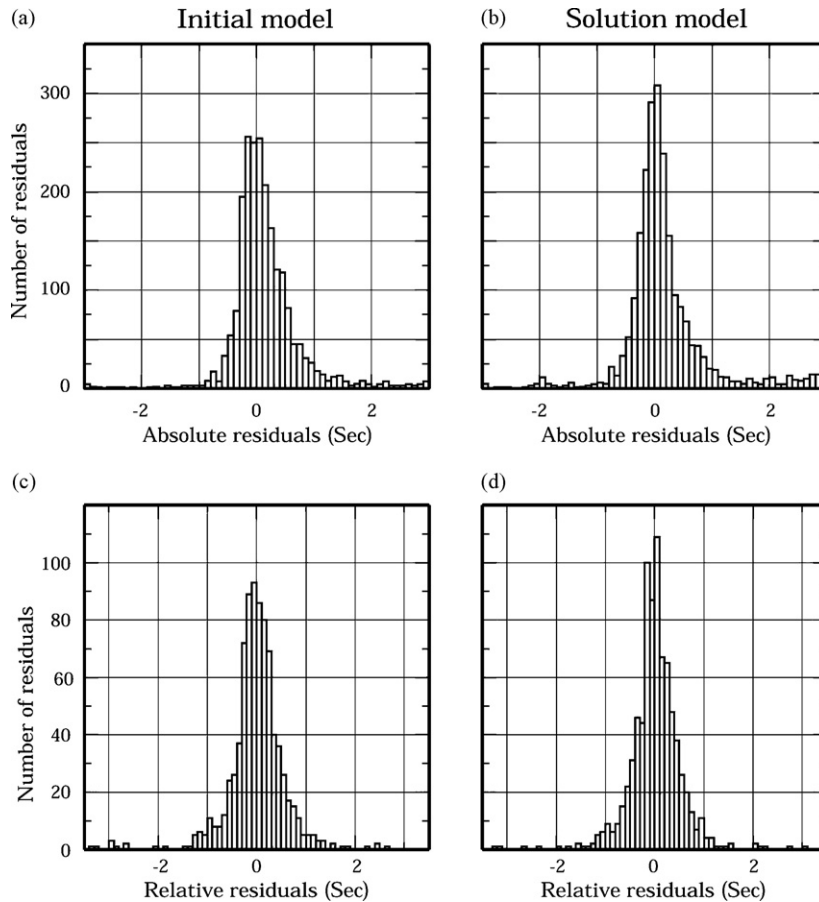 (a) Initial model
(b) Solution model
Number of residuals
300
200
100
0
-2 0 2
Absolute residuals (Sec)
-2 0 2
Absolute residuals (Sec)
(c)
(d)
Number of residuals
100
80
60
40
20
0
-2 0 2
Relative residuals (Sec)
-2 0 2
Relative residuals (Sec)